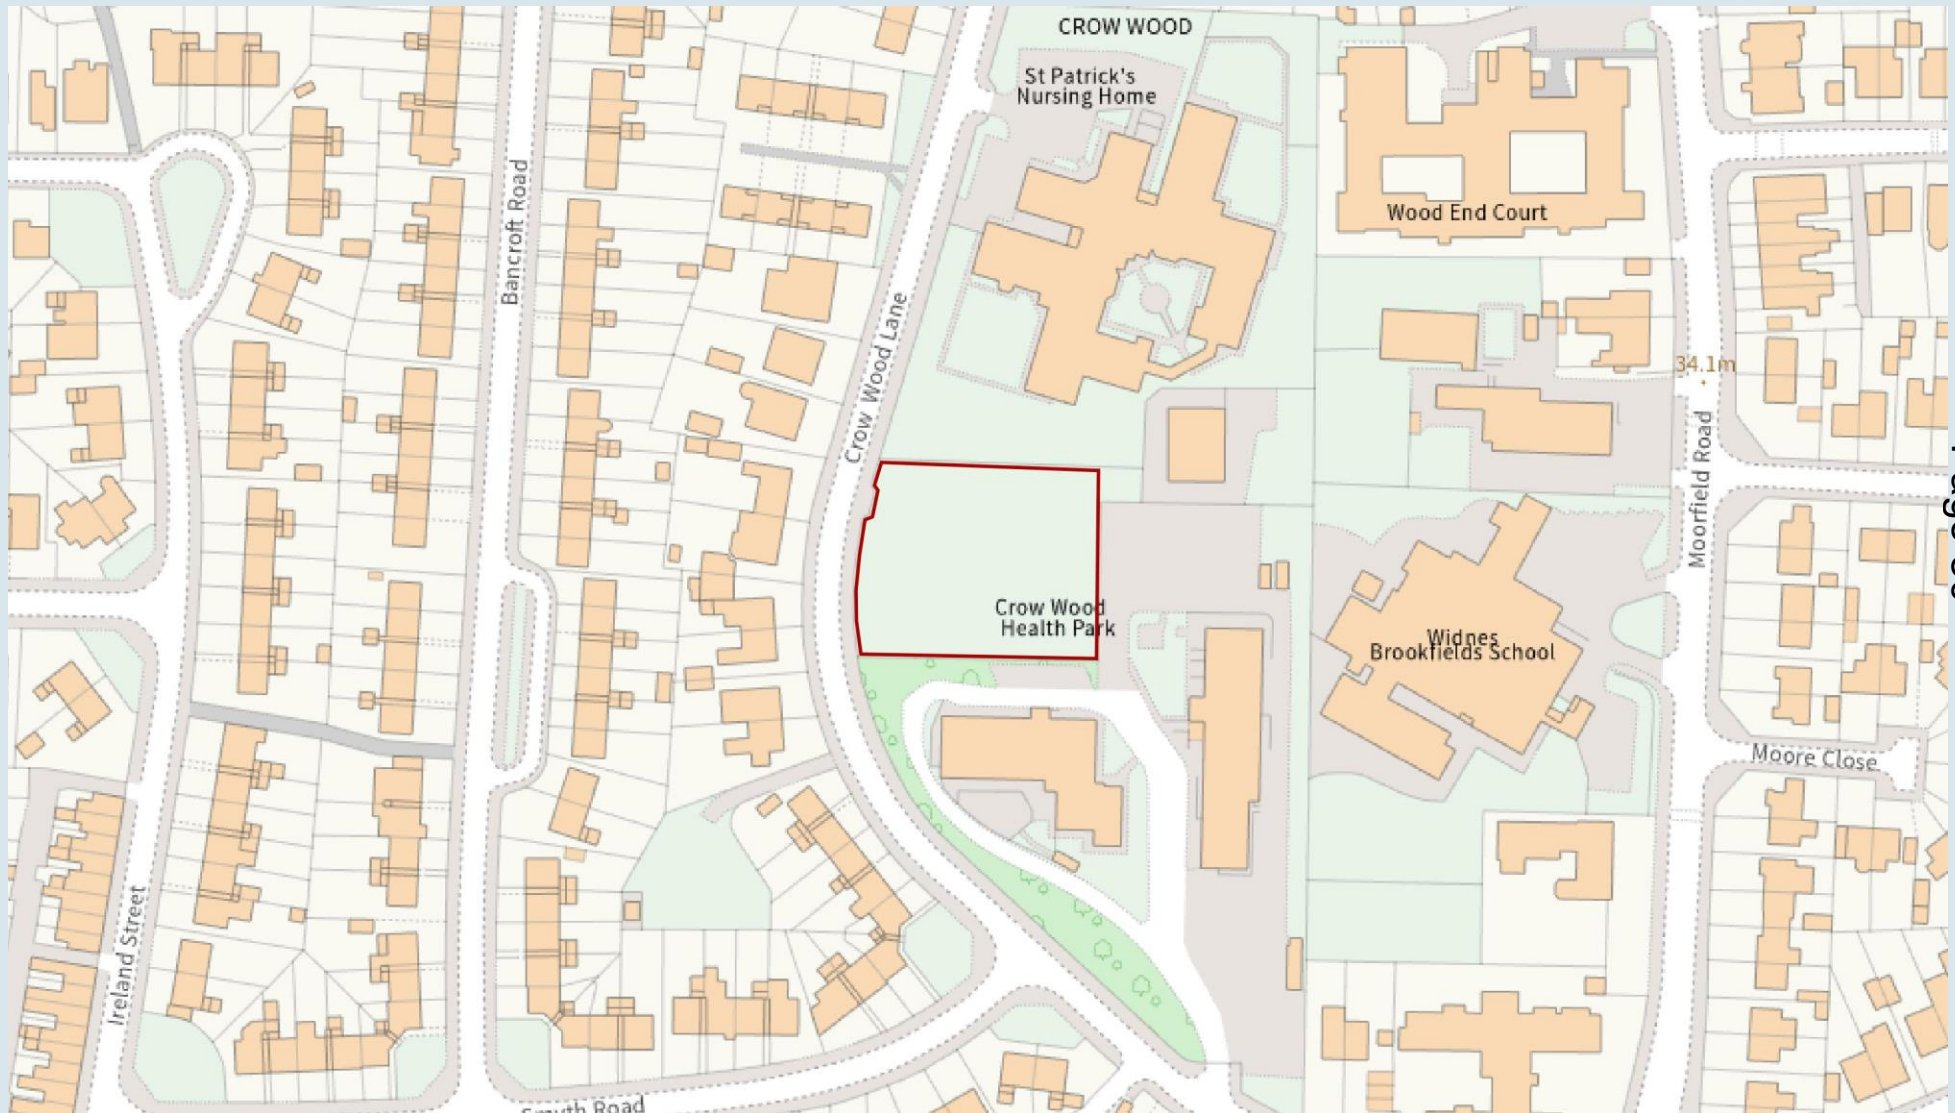 CROW WOOD
St Patrick's
Nursing Home
Bancroft Road
Wood End Court
Crow Wood Lane
34.1m
Moorfield Road
Crow Wood
Health Park
Widnes
Brookfields School
Moore Close
Ireland Street
Smyth Road